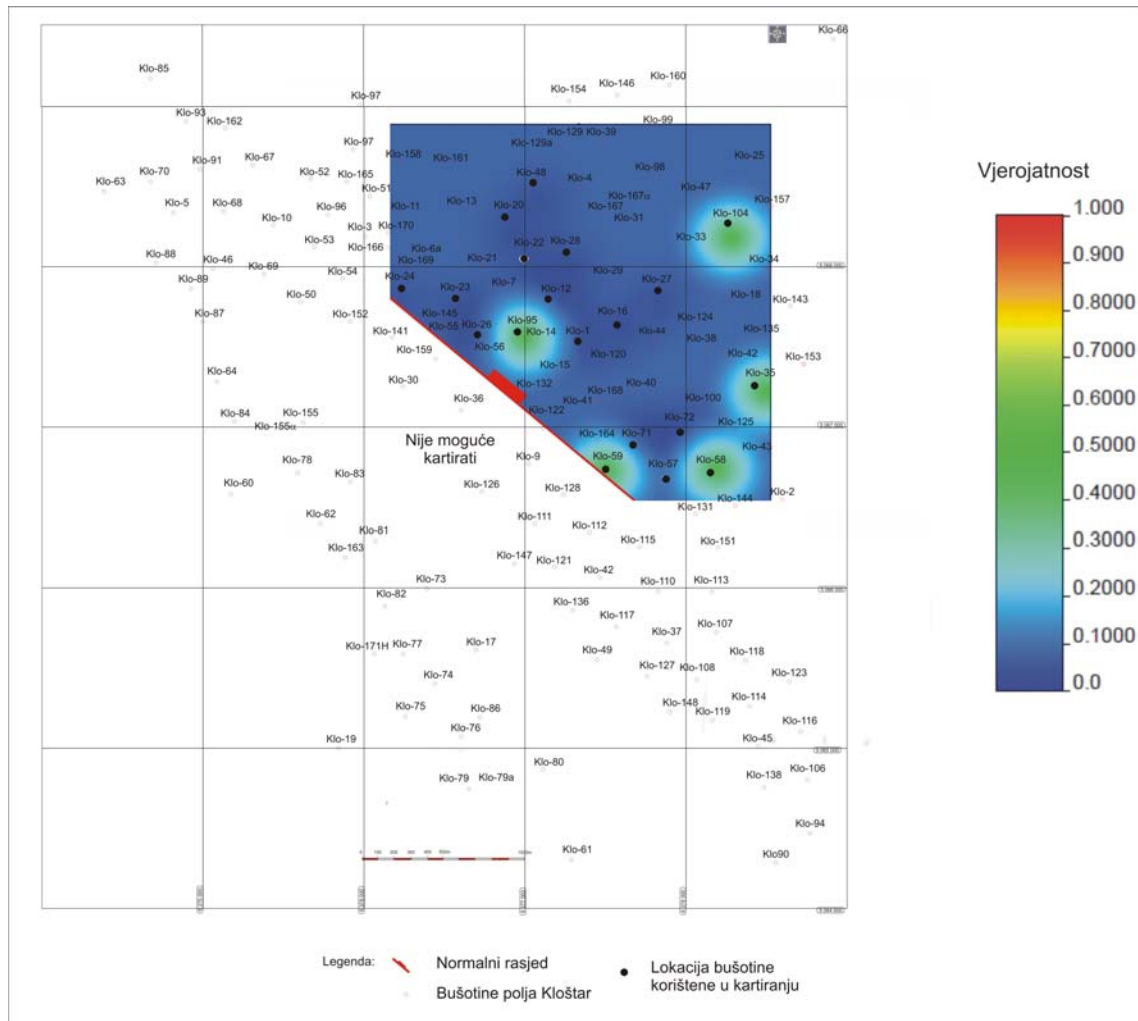 Klo-66
Klo-85
Klo-160
Klo-146
Klo-154
Klo-97
Klo-93
Klo-162
Klo-99
Klo-129
Klo-39
Klo-97
Klo-129a
Klo-158
Klo-161
Klo-25
Klo-91
Klo-67
Klo-98
Klo-52
Klo-48
Klo-4
Klo-70
Klo-165
Klo-63
Klo-51
Klo-47
Klo-167α
Klo-157
Klo-5
Klo-68
Klo-96
Klo-11
Klo-13
Klo-20
Klo-167
Klo-104
Klo-10
Klo-31
Klo-3
Klo-170
Klo-53
Klo-166
Klo-6a
Klo-22
Klo-28
Klo-33
Klo-88
Klo-46
Klo-169
Klo-21
Klo-34
Klo-69
Klo-54
Klo-24
Klo-29
Klo-27
Klo-89
Klo-50
Klo-23
Klo-7
Klo-12
Klo-18
Klo-143
Klo-87
Klo-152
Klo-145
Klo-95
Klo-16
Klo-124
Klo-141
Klo-55
Klo-26
Klo-14
Klo-1
Klo-44
Klo-135
Klo-38
Klo-159
Klo-56
Klo-120
Klo-42
Klo-153
Klo-15
Klo-64
Klo-30
Klo-132
Klo-168
Klo-40
Klo-35
Klo-36
Klo-122
Klo-41
Klo-100
Klo-84
Klo-155
Klo-155α
Klo-72
Klo-125
Klo-164
Klo-71
Klo-43
Nije moguće
kartirati
Klo-78
Klo-83
Klo-9
Klo-59
Klo-57
Klo-58
Klo-60
Klo-126
Klo-128
Klo-144
Klo-2
Klo-131
Klo-62
Klo-111
Klo-112
Klo-81
Klo-163
Klo-115
Klo-151
Klo-147
Klo-121
Klo-42
Klo-73
Klo-110
Klo-113
Klo-82
Klo-136
Klo-117
Klo-107
Klo-37
Klo-171H
Klo-77
Klo-17
Klo-49
Klo-118
Klo-127
Klo-108
Klo-74
Klo-123
Klo-75
Klo-86
Klo-148
Klo-119
Klo-114
Klo-76
Klo-116
Klo-19
Klo-45
Klo-80
Klo-79
Klo-79a
Klo-138
Klo-106
Klo-94
Klo-61
Klo90
Vjerojatnost
1.000
0.900
0.8000
0.7000
0.6000
0.5000
0.4000
0.3000
0.2000
0.1000
0.0
Legenda:
Normalni rasjed
Bušotine polja Kloštar
Lokacija bušotine
korištene u kartiranju